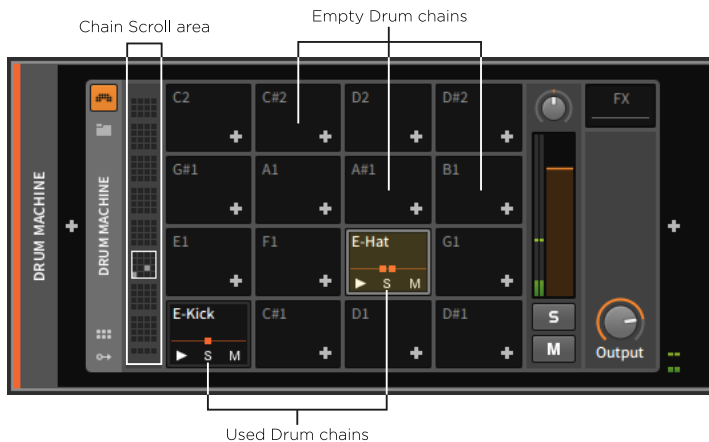 Empty Drum chains
Chain Scroll area
DRUM MACHINE
DRUM MACHINE
C2
C#2
D2
D#2
FX
G#1
A1
A#1
B1
E1
F1
E-Hat
G1
S M
E-Kick
C#1
D1
D#1
S
S M
M
Output
Used Drum chains